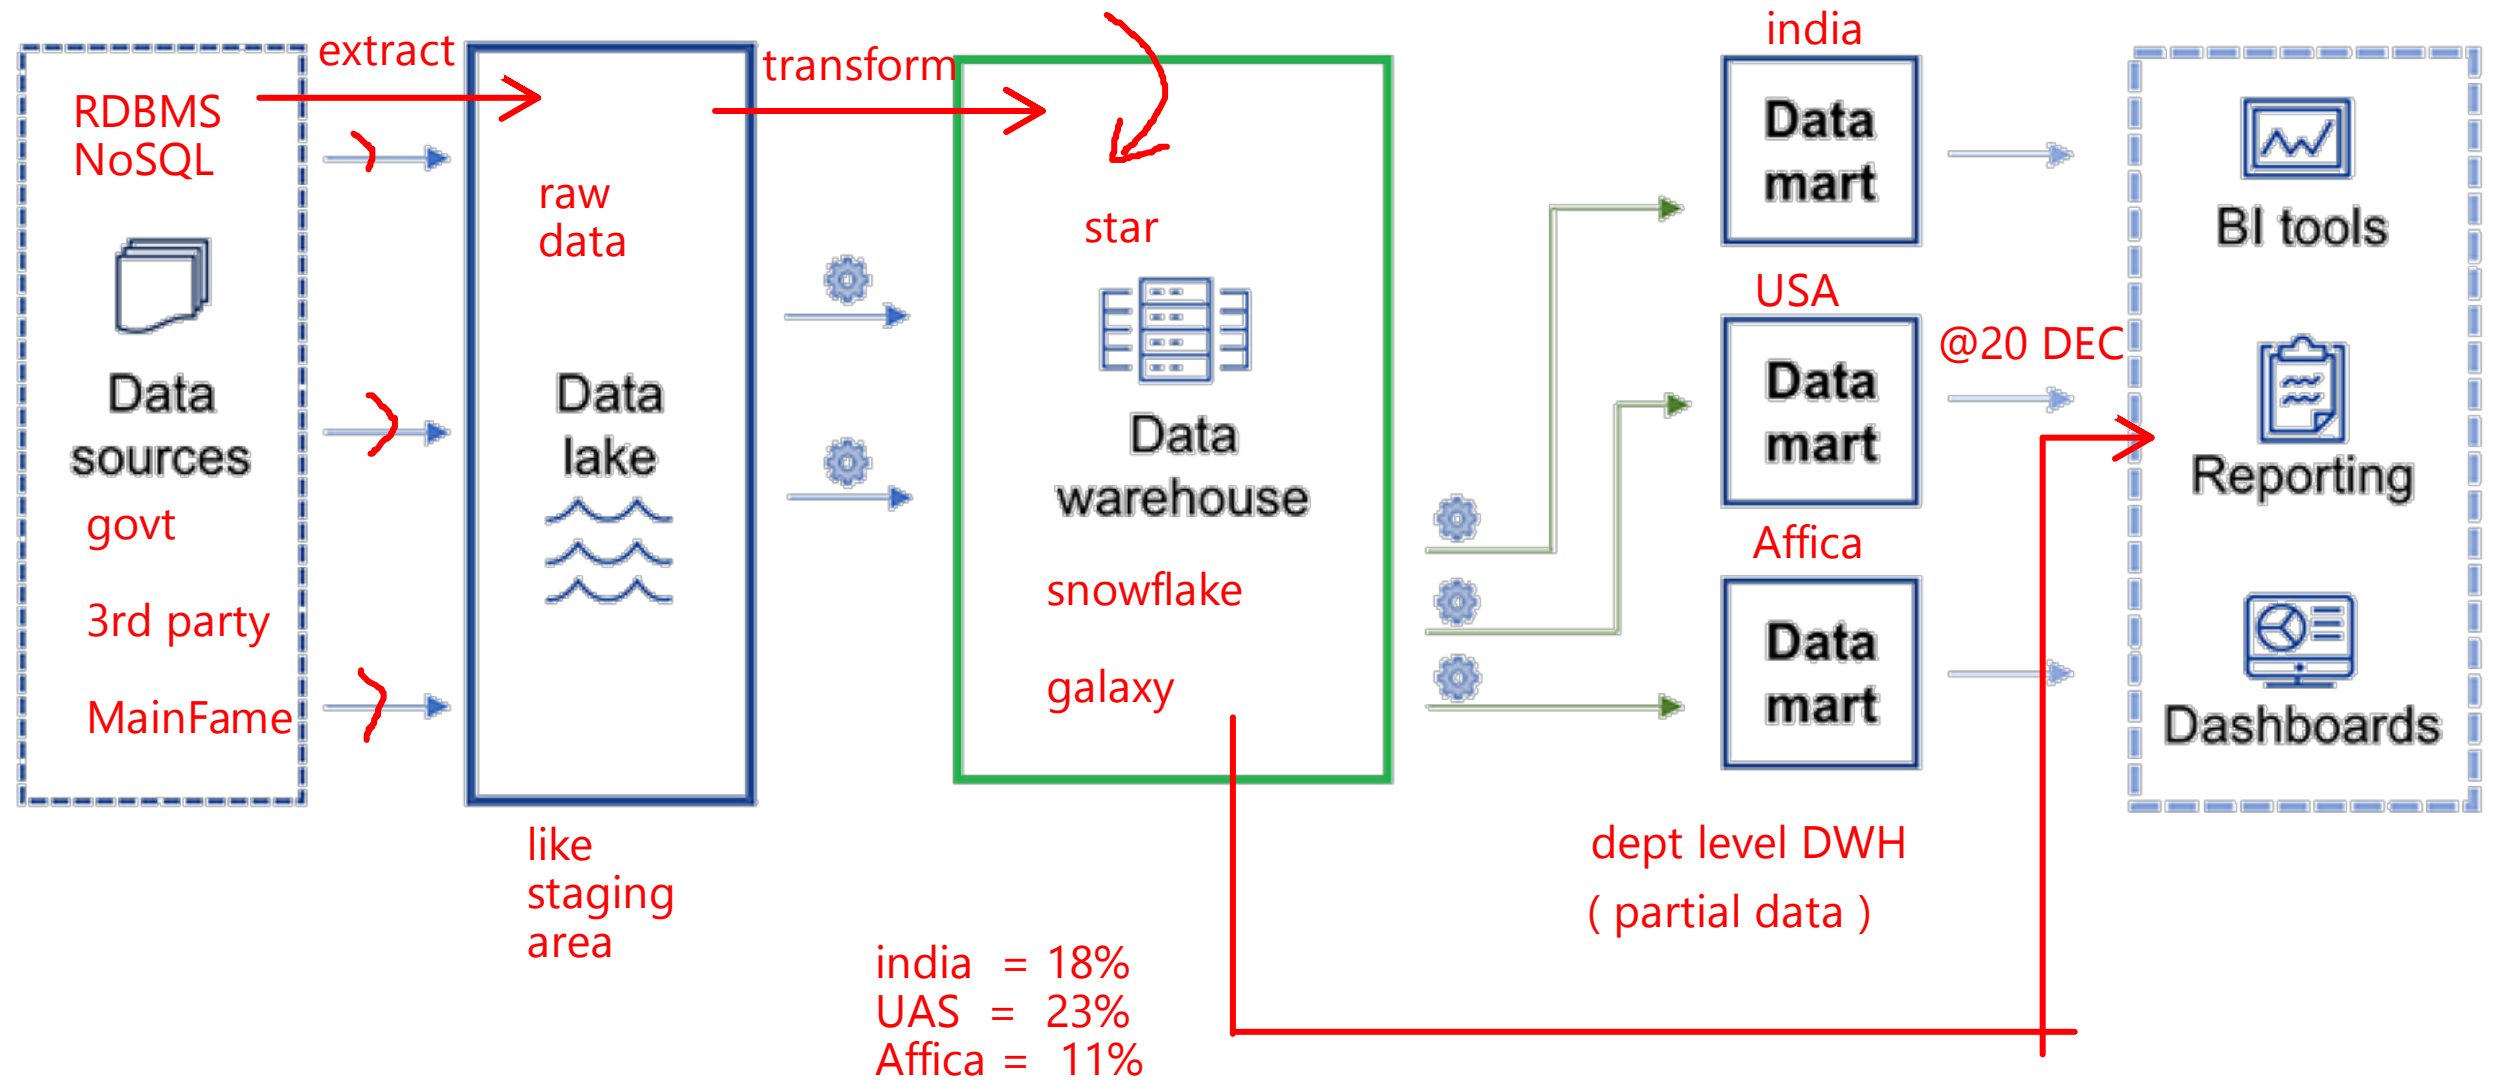 extract
RDBMS
NoSQL
Data
sources
govt
3rd party
MainFame
raw
data
Data
lake
like
staging
area
transform
star
Data
warehouse
snowflake
galaxy
india = 18%
UAS = 23%
Affica = 11%
india
Data
mart
USA
Data
mart
Affica
Data
mart
dept level DWH
( partial data )
@20 DEC
BI tools
Reporting
Dashboards